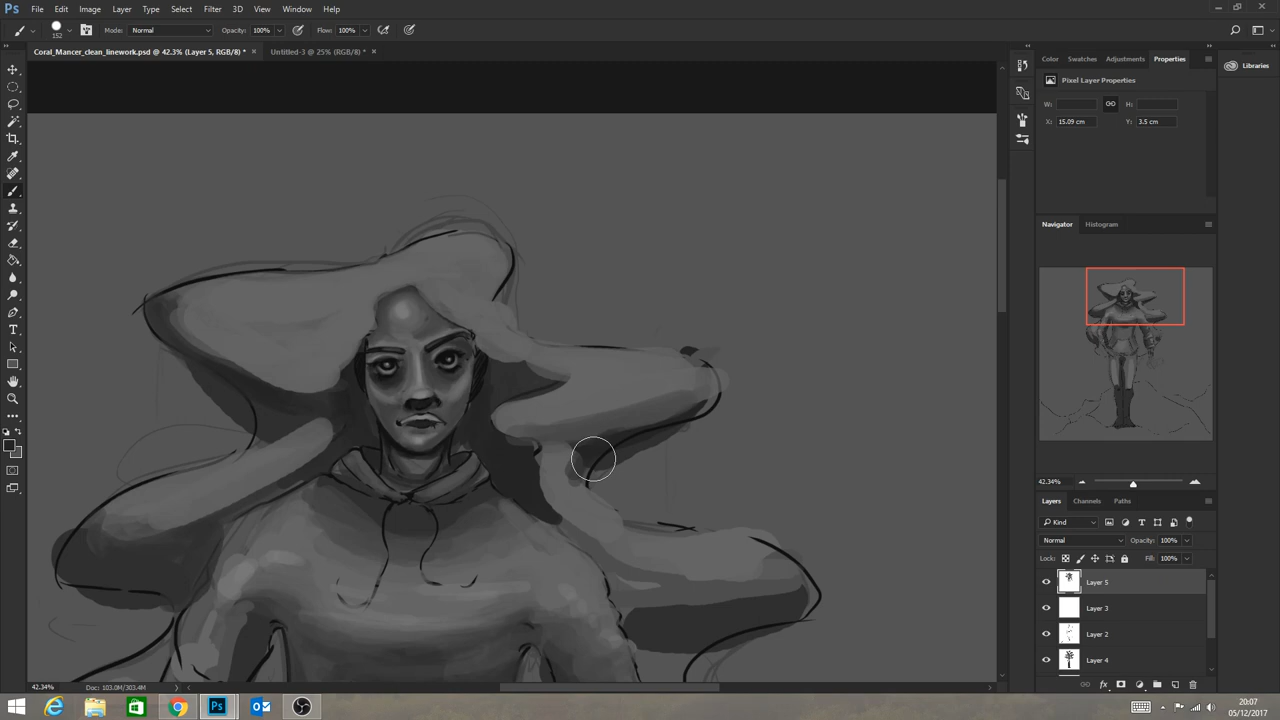 Ps File Edit Image Layer Type Select Filter 3D View Window Help
152 Mode: Normal Opacity: 100% Flow: 100%
Coral_Mancer_clean_linework.psd @ 42.3% (Layer 5, RGB/8) * × Untitled-3 @ 25% (RGB/8) * ×
Color Swatches Adjustments Properties
Libraries
Pixel Layer Properties
W: H:
X: 15.09 cm Y: 3.5 cm
Navigator Histogram
42.34%
Layers Channels Paths
Kind
Normal Opacity: 100%
Lock: Fill: 100%
Layer 5
Layer 3
Layer 2
Layer 4
fx
42.34% Doc: 103.0M/303.4M
20:07
05/12/2017